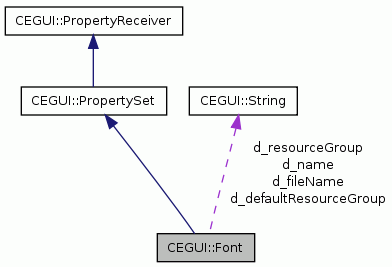 CEGUI::PropertyReceiver
CEGUI::PropertySet
CEGUI::String
d_resourceGroup
d_name
d_fileName
d_defaultResourceGroup
CEGUI::Font